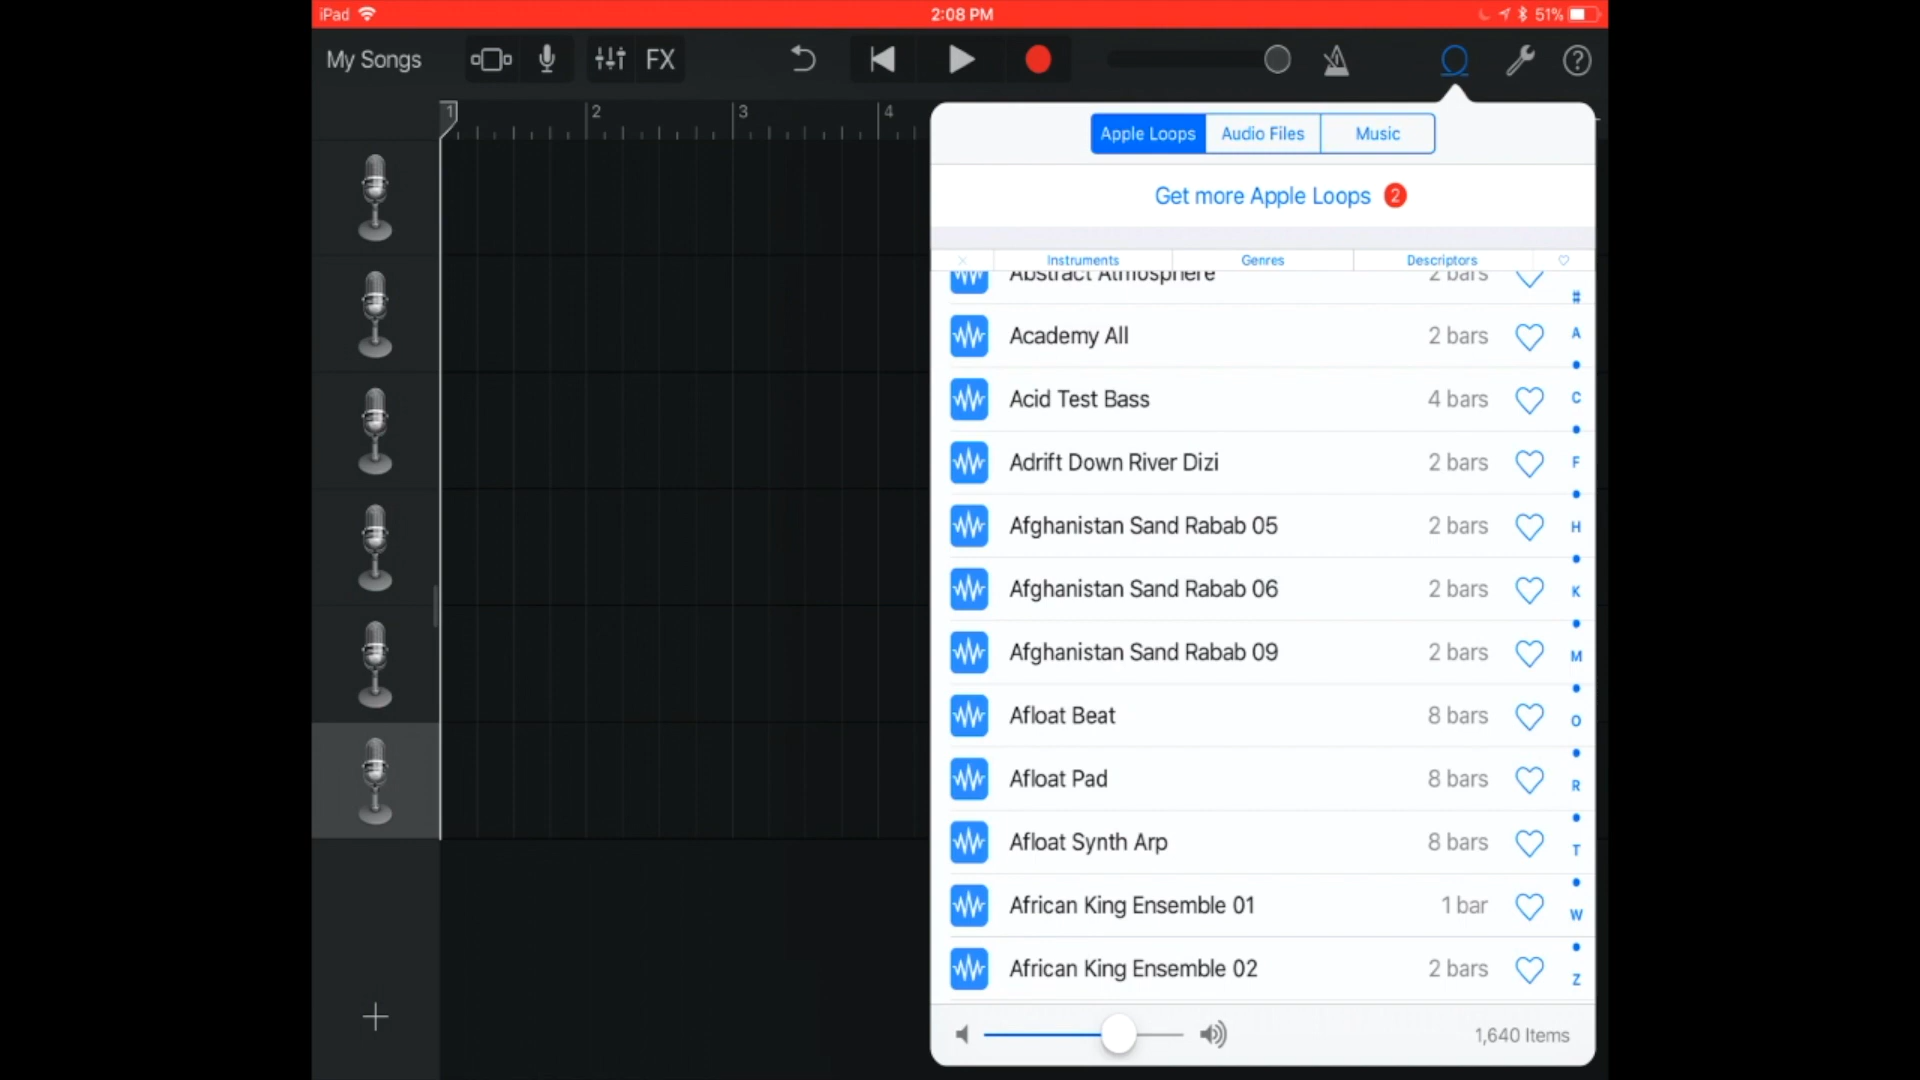 iPad 2:08 PM 51%
My Songs FX
1 2 3 4
Apple Loops Audio Files Music
Get more Apple Loops 2
Instruments Genres Descriptors
Abstract Atmosphere 2 bars
Academy All 2 bars
Acid Test Bass 4 bars
Adrift Down River Dizi 2 bars
Afghanistan Sand Rabab 05 2 bars
Afghanistan Sand Rabab 06 2 bars
Afghanistan Sand Rabab 09 2 bars
Afloat Beat 8 bars
Afloat Pad 8 bars
Afloat Synth Arp 8 bars
African King Ensemble 01 1 bar
African King Ensemble 02 2 bars
#
A
C
F
H
K
M
O
R
T
W
Z
1,640 Items